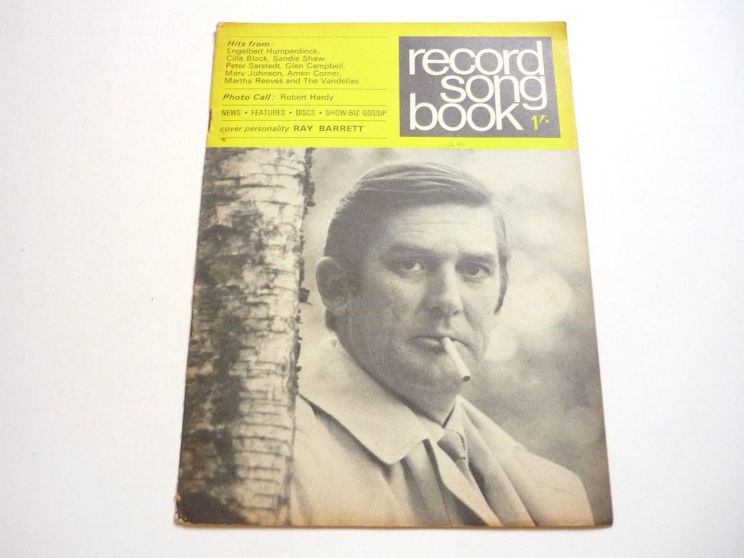 Hits from:
Engelbert Humperdinck,
Cilla Black, Sandie Shaw,
Peter Sarstedt, Glen Campbell,
Marv Johnson, Amen Corner,
Martha Reeves and The Vandellas
Photo Call: Robert Hardy
NEWS • FEATURES • DISCS • SHOW-BIZ GOSSIP
cover personality RAY BARRETT
record
song
book 1/-